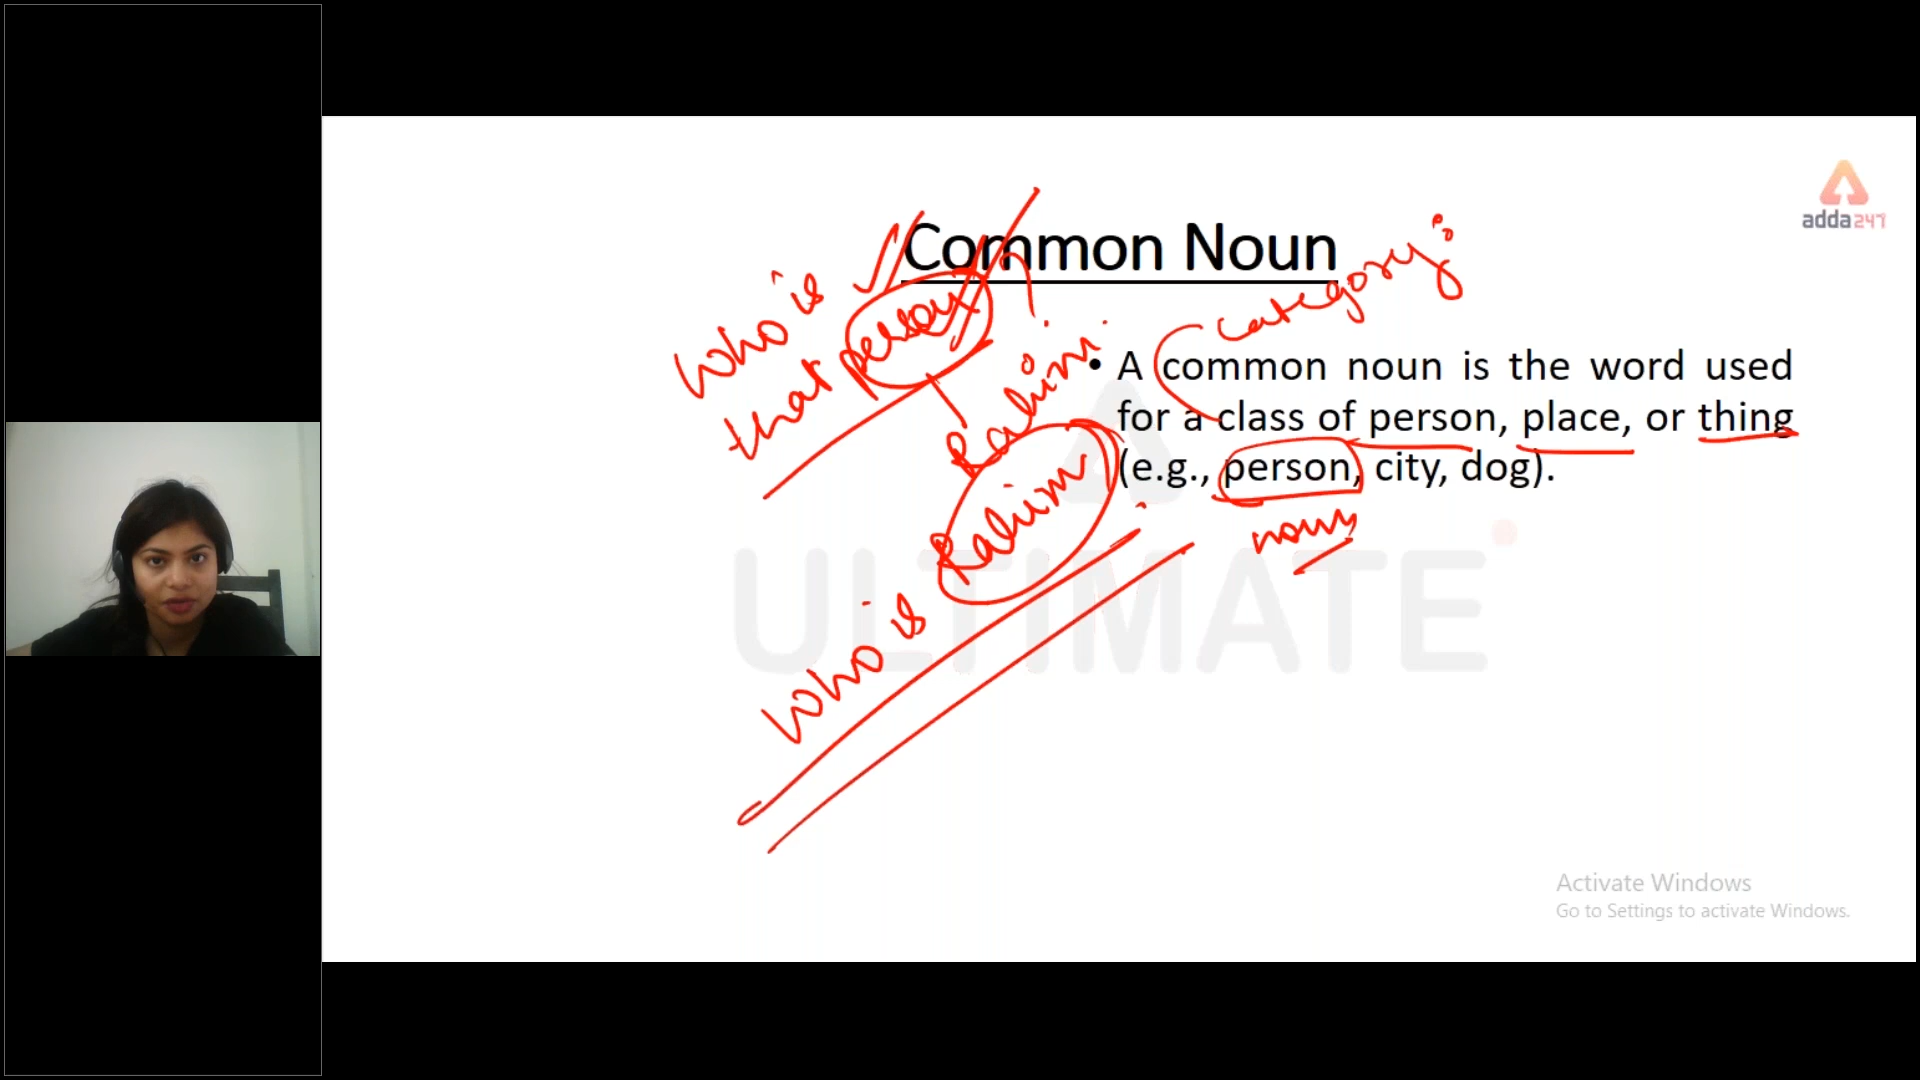 adda247
Common Noun
category:
Who is
that person?
Rahim.
• A common noun is the word used
for a class of person, place, or thing
(e.g., person, city, dog).
noun
Who is Rahim
ULTIMATE
Activate Windows
Go to Settings to activate Windows.